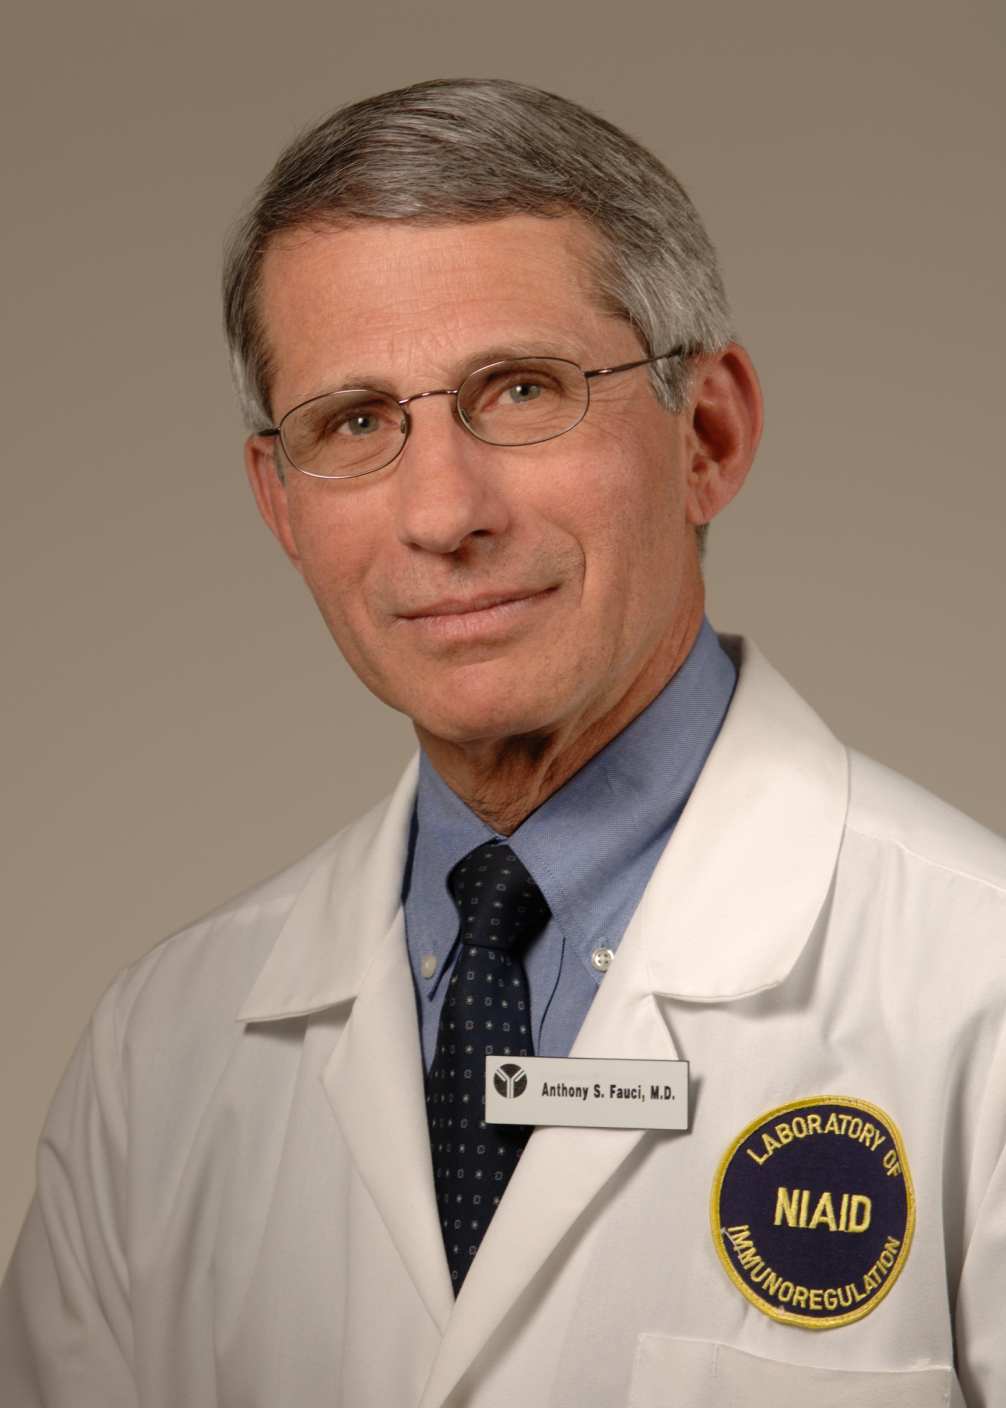 Anthony S. Fauci, M.D.
LABORATORY OF
NIAID
IMMUNOREGULATION